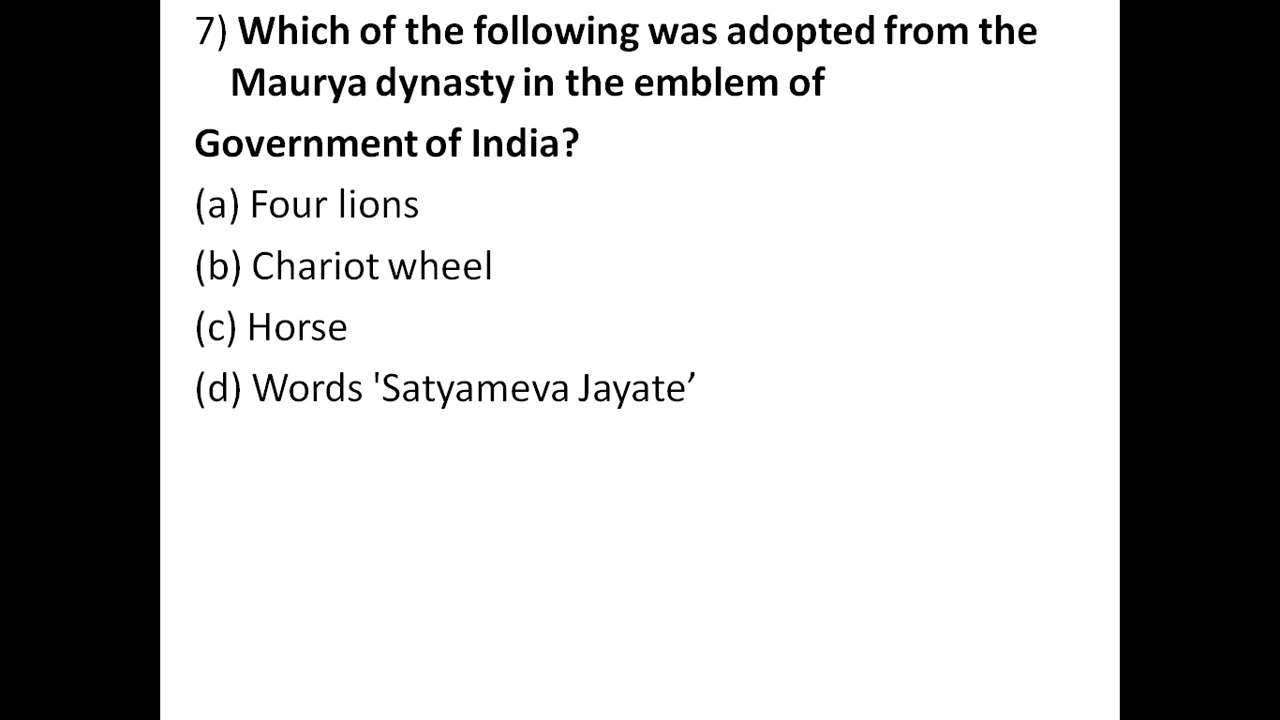 7) Which of the following was adopted from the
Maurya dynasty in the emblem of
Government of India?
(a) Four lions
(b) Chariot wheel
(c) Horse
(d) Words 'Satyameva Jayate’